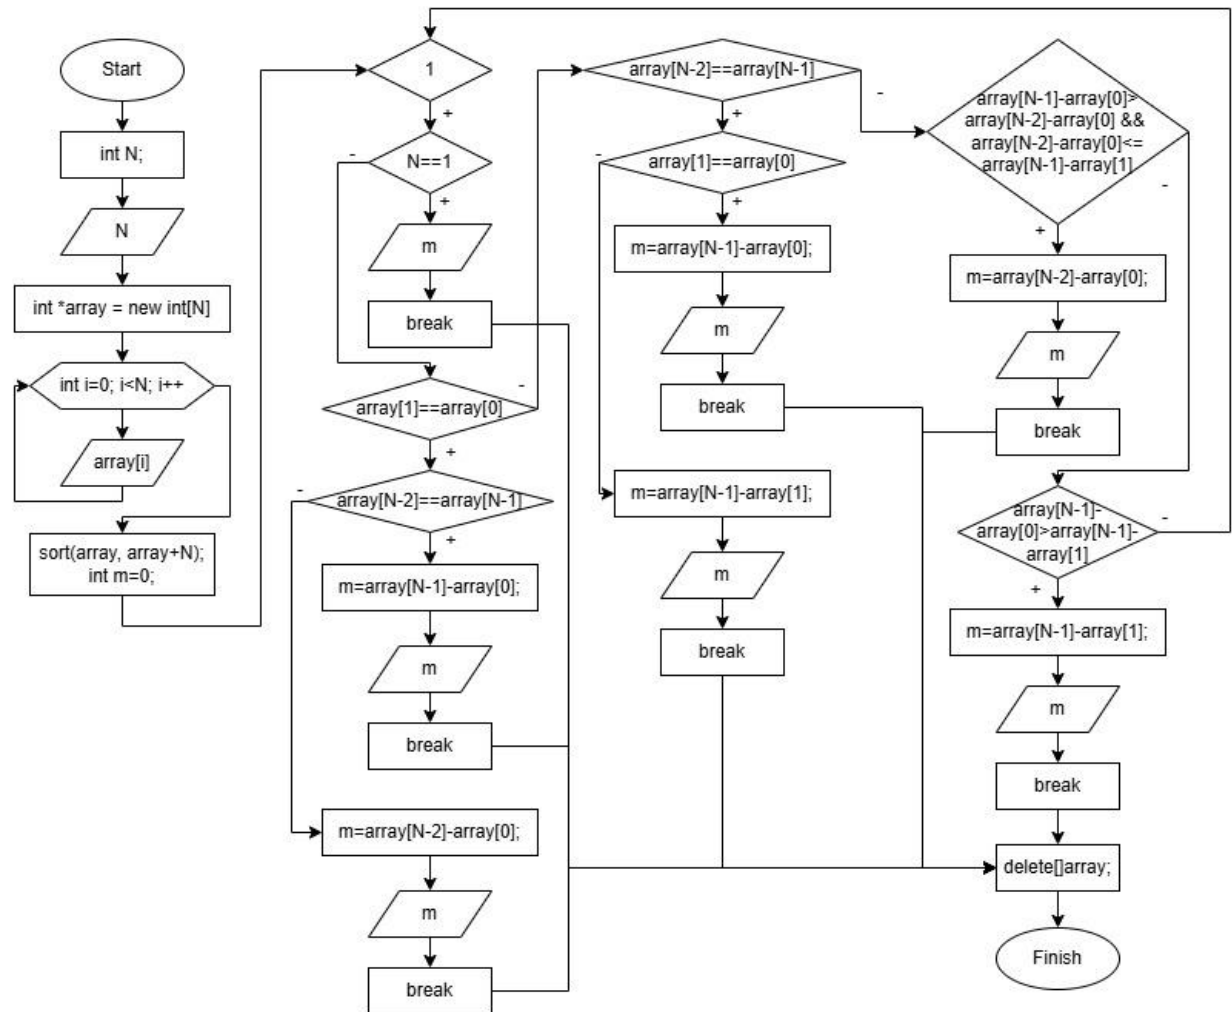 Start
int N;
N
int *array = new int[N]
int i=0; i<N; i++
array[i]
sort(array, array+N);
int m=0;
1
+
-
N==1
+
m
break
-
array[1]==array[0]
+
-
array[N-2]==array[N-1]
+
m=array[N-1]-array[0];
m
break
m=array[N-2]-array[0];
m
break
array[N-2]==array[N-1]
-
+
-
array[1]==array[0]
+
m=array[N-1]-array[0];
m
break
m=array[N-1]-array[1];
m
break
array[N-1]-array[0]>
array[N-2]-array[0] &&
array[N-2]-array[0]<=
array[N-1]-array[1]
-
+
m=array[N-2]-array[0];
m
break
array[N-1]-
array[0]>array[N-1]-
array[1]
-
+
m=array[N-1]-array[1];
m
break
delete[]array;
Finish